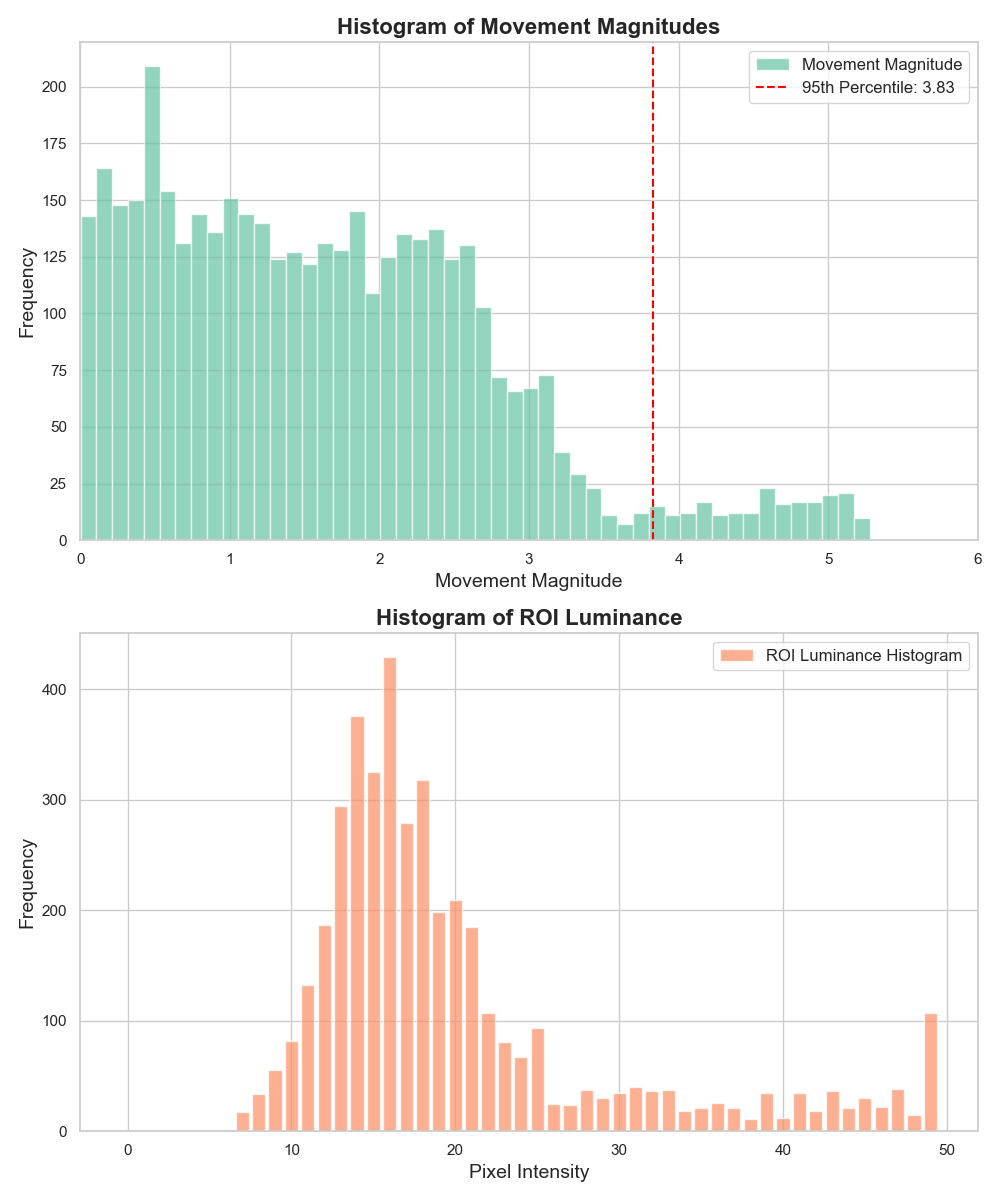 Histogram of Movement Magnitudes
Movement Magnitude
95th Percentile: 3.83
Frequency
200
175
150
125
100
75
50
25
0
0 1 2 3 4 5 6
Movement Magnitude
Histogram of ROI Luminance
ROI Luminance Histogram
Frequency
400
300
200
100
0
0 10 20 30 40 50
Pixel Intensity